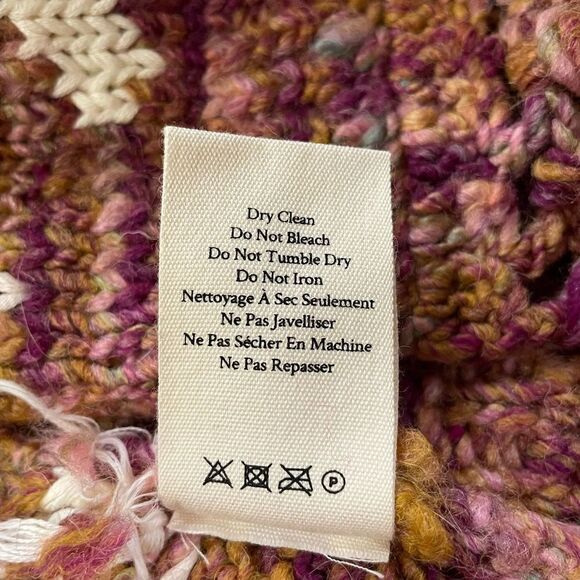 Dry Clean
Do Not Bleach
Do Not Tumble Dry
Do Not Iron
Nettoyage À Sec Seulement
Ne Pas Javelliser
Ne Pas Sécher En Machine
Ne Pas Repasser
P